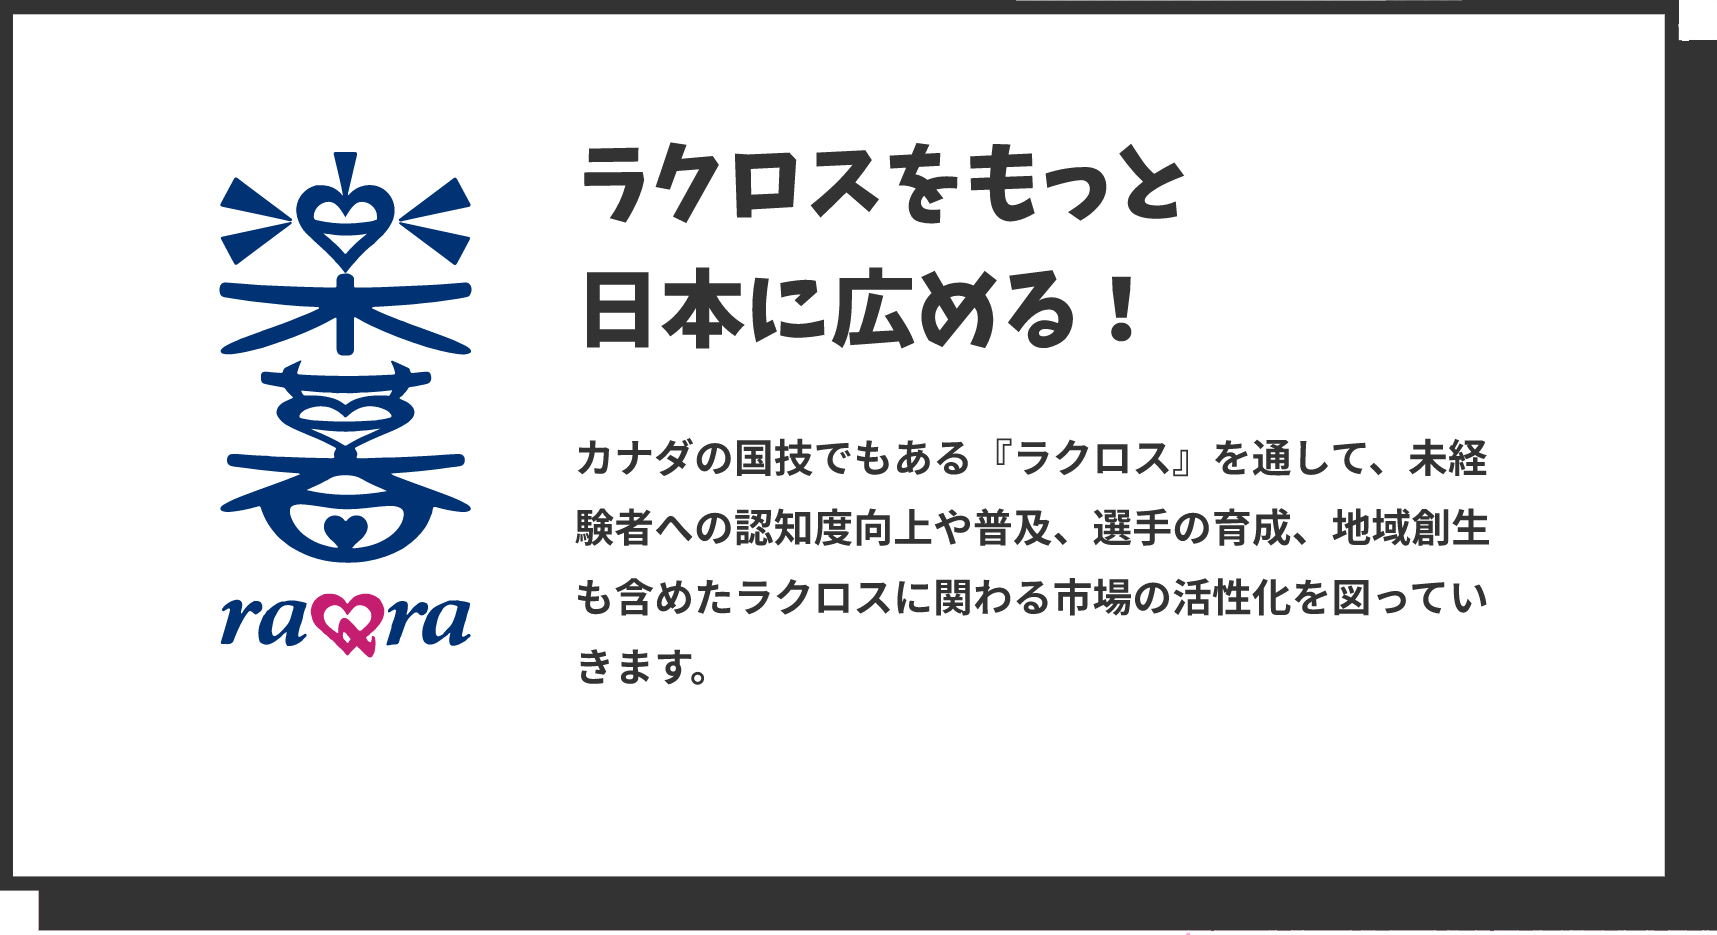 ラクロスをもっと
日本に広める！
カナダの国技でもある『ラクロス』を通して、未経
験者への認知度向上や普及、選手の育成、地域創生
も含めたラクロスに関わる市場の活性化を図ってい
きます。
raQra